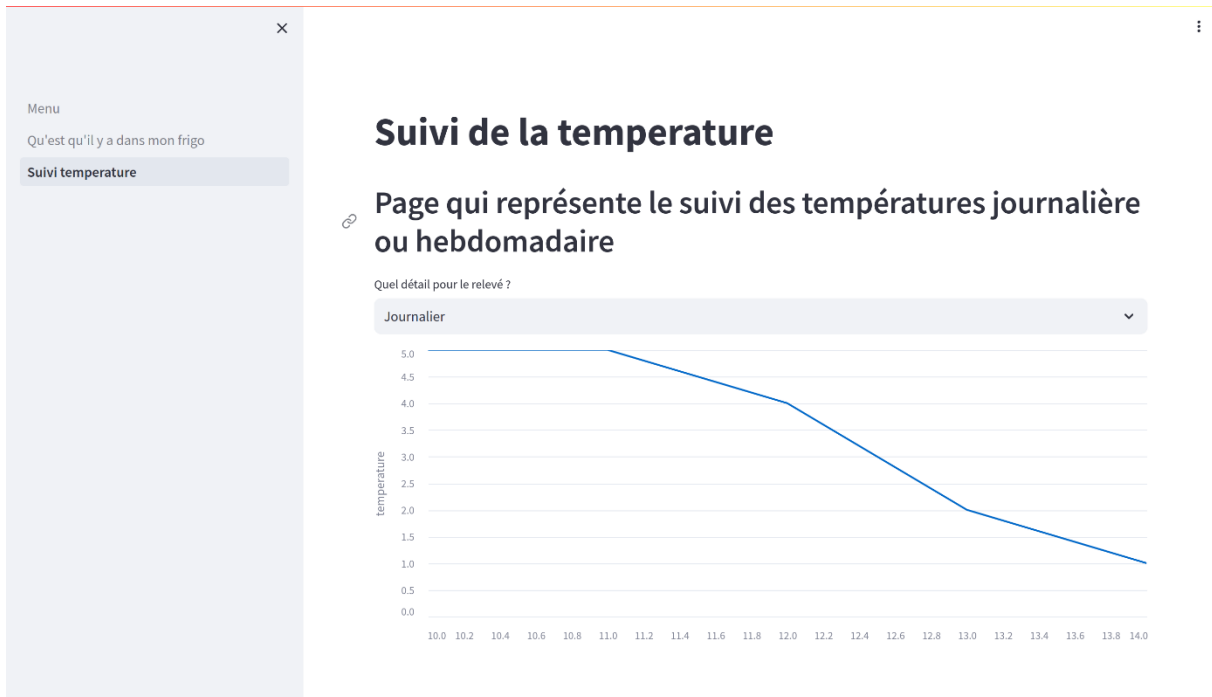 Menu
Qu'est qu'il y a dans mon frigo
Suivi temperature
Suivi de la temperature
Page qui représente le suivi des températures journalière
ou hebdomadaire
Quel détail pour le relevé ?
Journalier
5.0
4.5
4.0
3.5
3.0
2.5
2.0
1.5
1.0
0.5
0.0
temperature
10.0 10.2 10.4 10.6 10.8 11.0 11.2 11.4 11.6 11.8 12.0 12.2 12.4 12.6 12.8 13.0 13.2 13.4 13.6 13.8 14.0